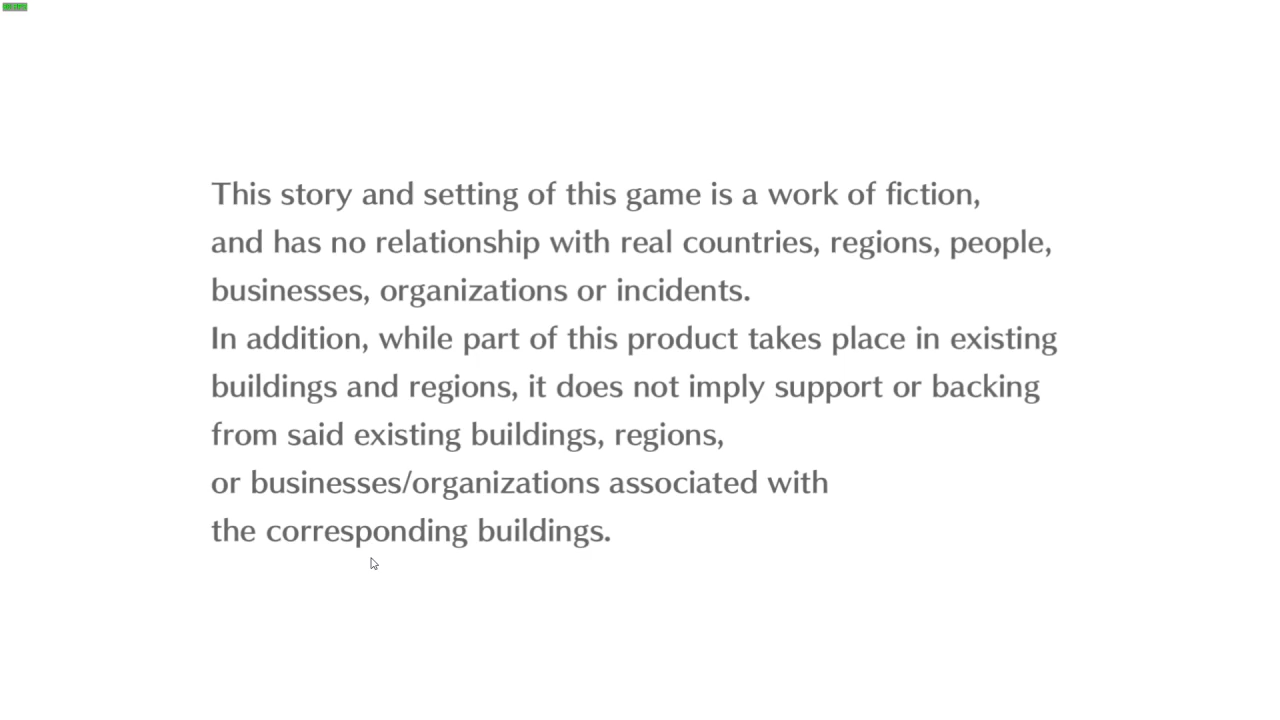 This story and setting of this game is a work of fiction,
and has no relationship with real countries, regions, people,
businesses, organizations or incidents.
In addition, while part of this product takes place in existing
buildings and regions, it does not imply support or backing
from said existing buildings, regions,
or businesses/organizations associated with
the corresponding buildings.